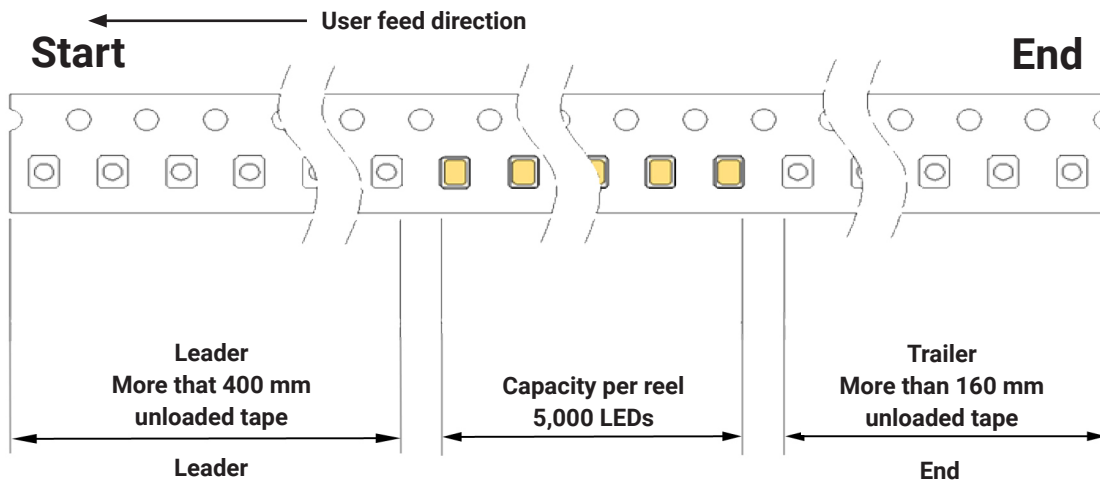 User feed direction
Start
End
Leader
More that 400 mm
unloaded tape
Leader
Capacity per reel
5,000 LEDs
Trailer
More than 160 mm
unloaded tape
End